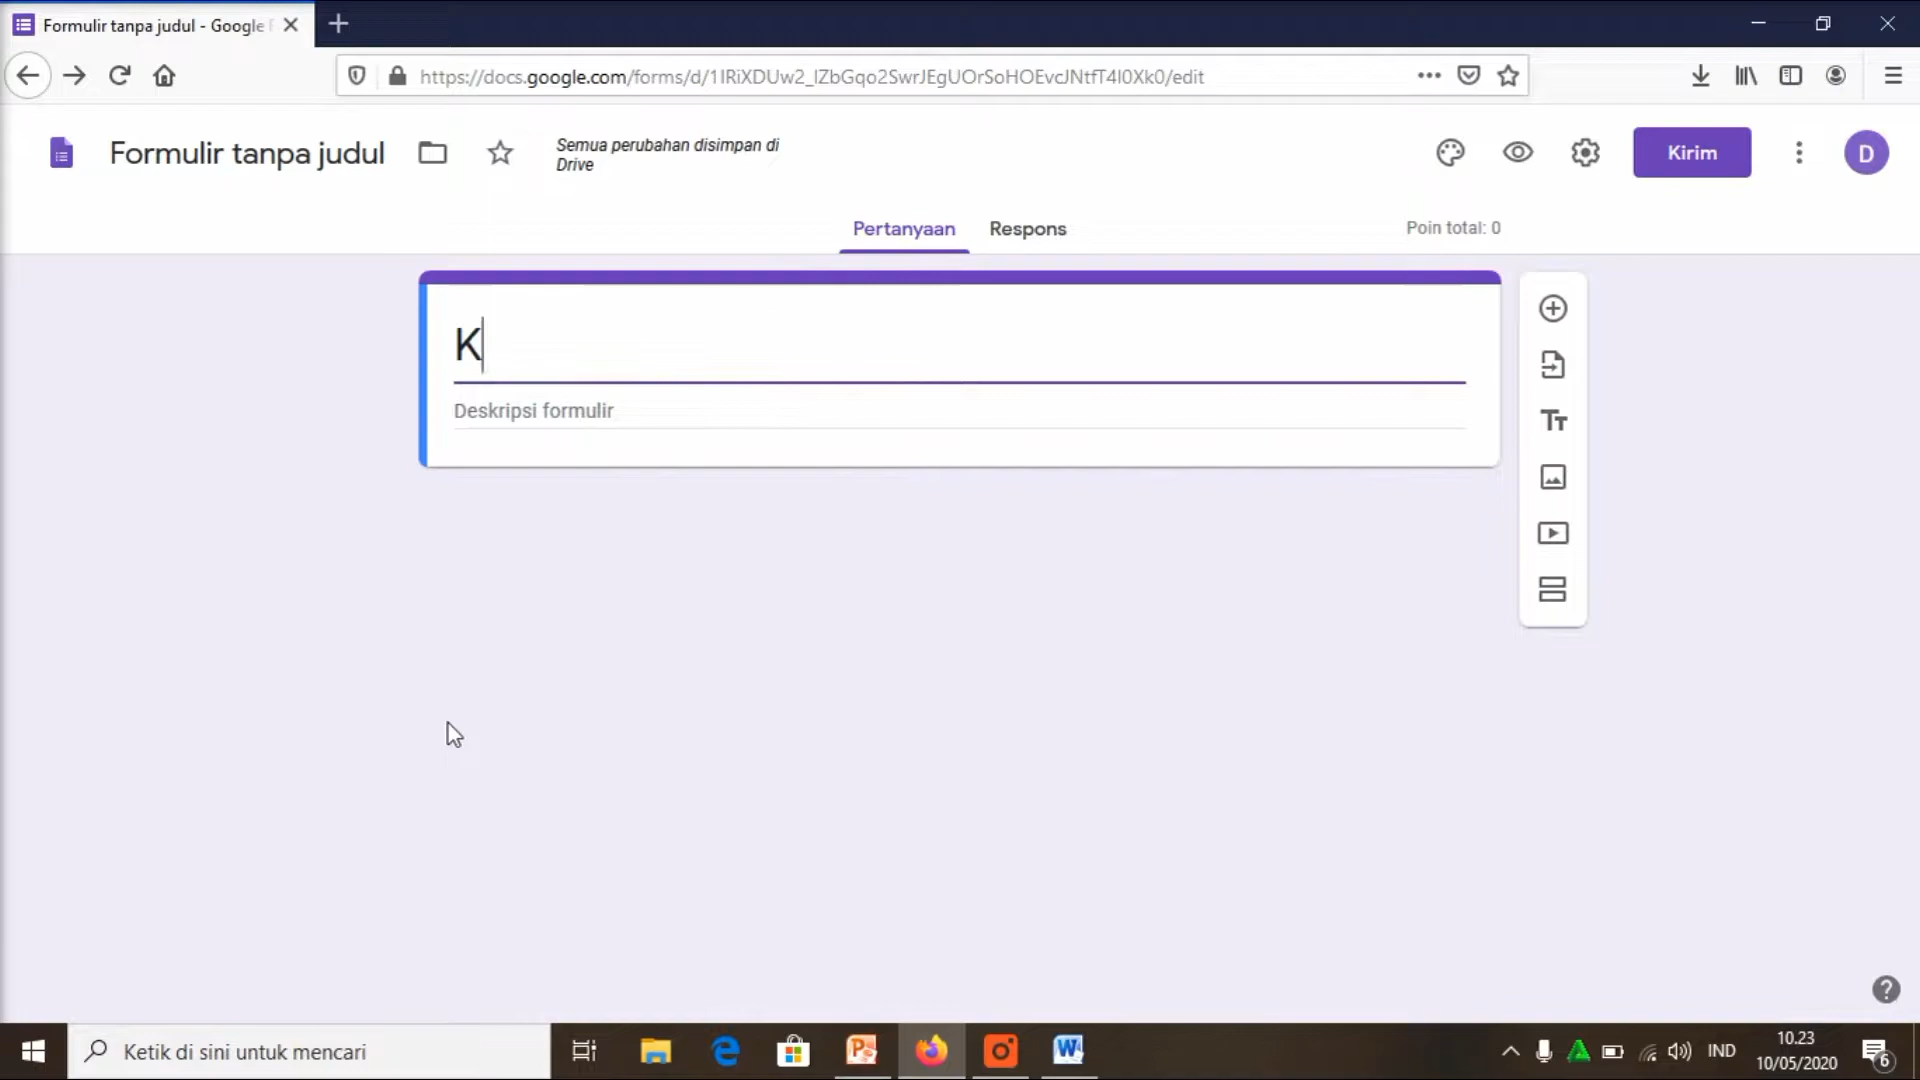 Formulir tanpa judul - Google F
https://docs.google.com/forms/d/1IRiXDUw2_lZbGqo2SwrJEgUOrSoHOEvcJNtfT4I0Xk0/edit
Formulir tanpa judul
Semua perubahan disimpan di
Drive
Kirim
D
Pertanyaan
Respons
Poin total: 0
K
Deskripsi formulir
Tт
Ketik di sini untuk mencari
IND
10.23
10/05/2020
6